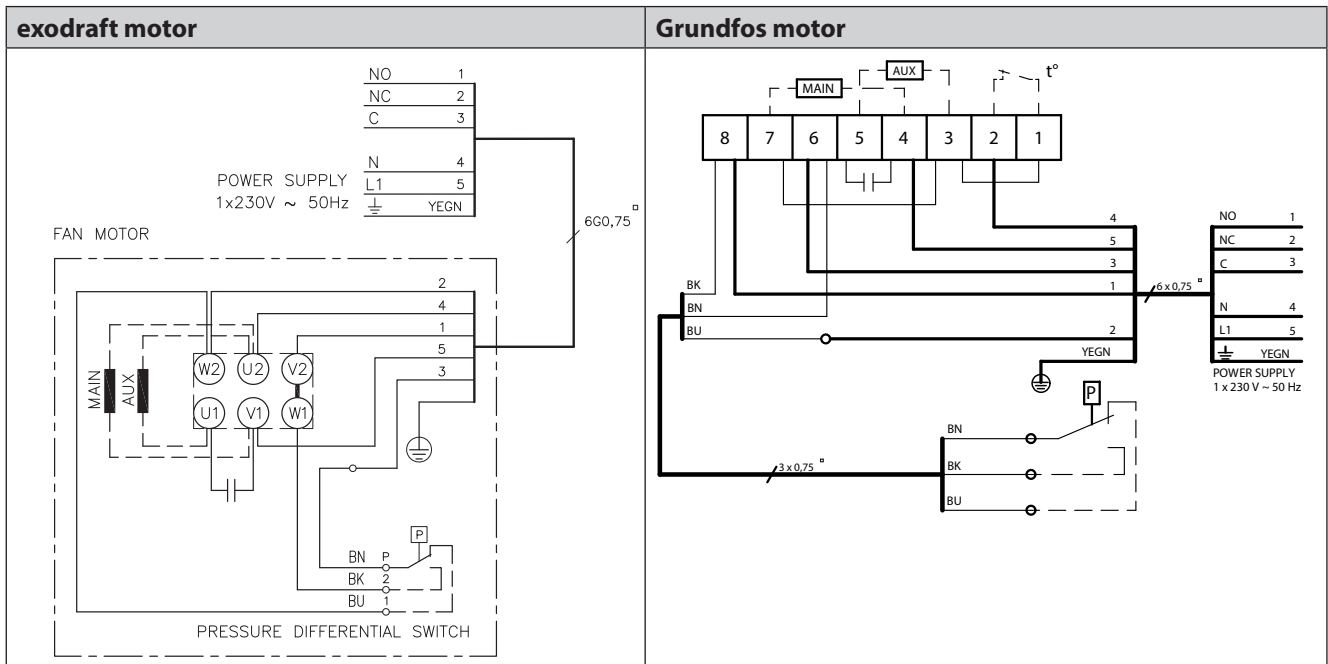 exodraft motor
NO 1
NC 2
C 3
N 4
POWER SUPPLY L1 5
1x230V ~ 50Hz YEGN
6G0,75 □
FAN MOTOR
2
4
1
5
3
MAIN
AUX
W2 U2 V2
U1 V1 W1
P
BN P
BK 2
BU 1
PRESSURE DIFFERENTIAL SWITCH
Grundfos motor
AUX
MAIN
t°
8 7 6 5 4 3 2 1
4
5
3
1
2
YEGN
6 x 0,75 □
NO 1
NC 2
C 3
N 4
L1 5
YEGN
POWER SUPPLY
1 x 230 V ~ 50 Hz
BK
BN
BU
3 x 0,75 □
P
BN
BK
BU